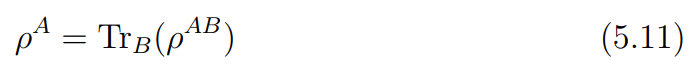 ρ^A = Tr_B(ρ^{AB}) (5.11)